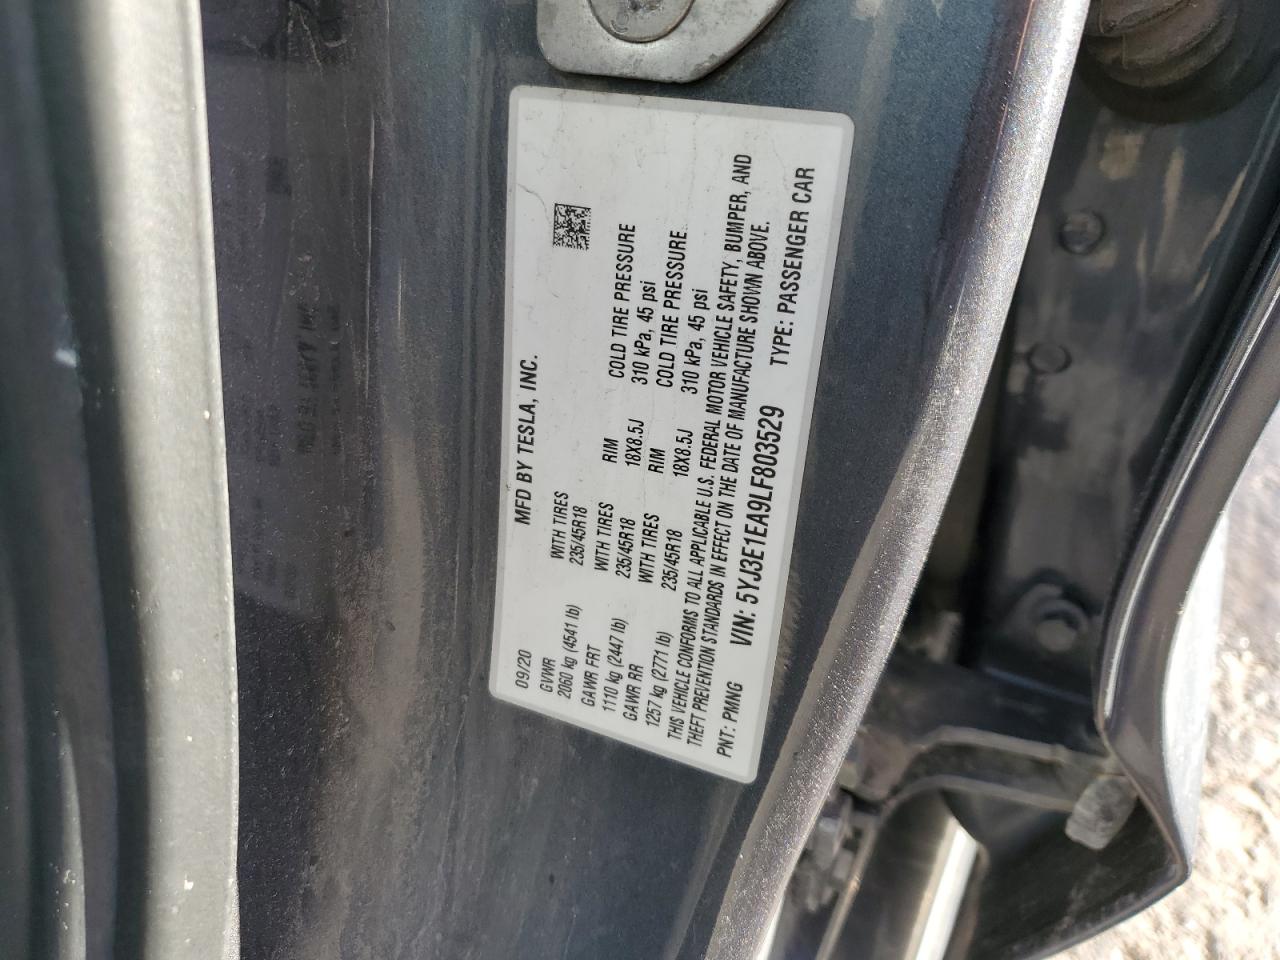 MFD BY TESLA, INC.
09/20
GVWR
2060 kg (4541 lb)
WITH TIRES
235/45R18
GAWR FRT
1110 kg (2447 lb)
WITH TIRES
235/45R18
RIM
18X8.5J
COLD TIRE PRESSURE
310 kPa, 45 psi
GAWR RR
1257 kg (2771 lb)
WITH TIRES
235/45R18
RIM
18X8.5J
COLD TIRE PRESSURE
310 kPa, 45 psi
THIS VEHICLE CONFORMS TO ALL APPLICABLE U.S. FEDERAL MOTOR VEHICLE SAFETY, BUMPER, AND
THEFT PREVENTION STANDARDS IN EFFECT ON THE DATE OF MANUFACTURE SHOWN ABOVE.
PNT: PMNG VIN: 5YJ3E1EA9LF803529 TYPE: PASSENGER CAR